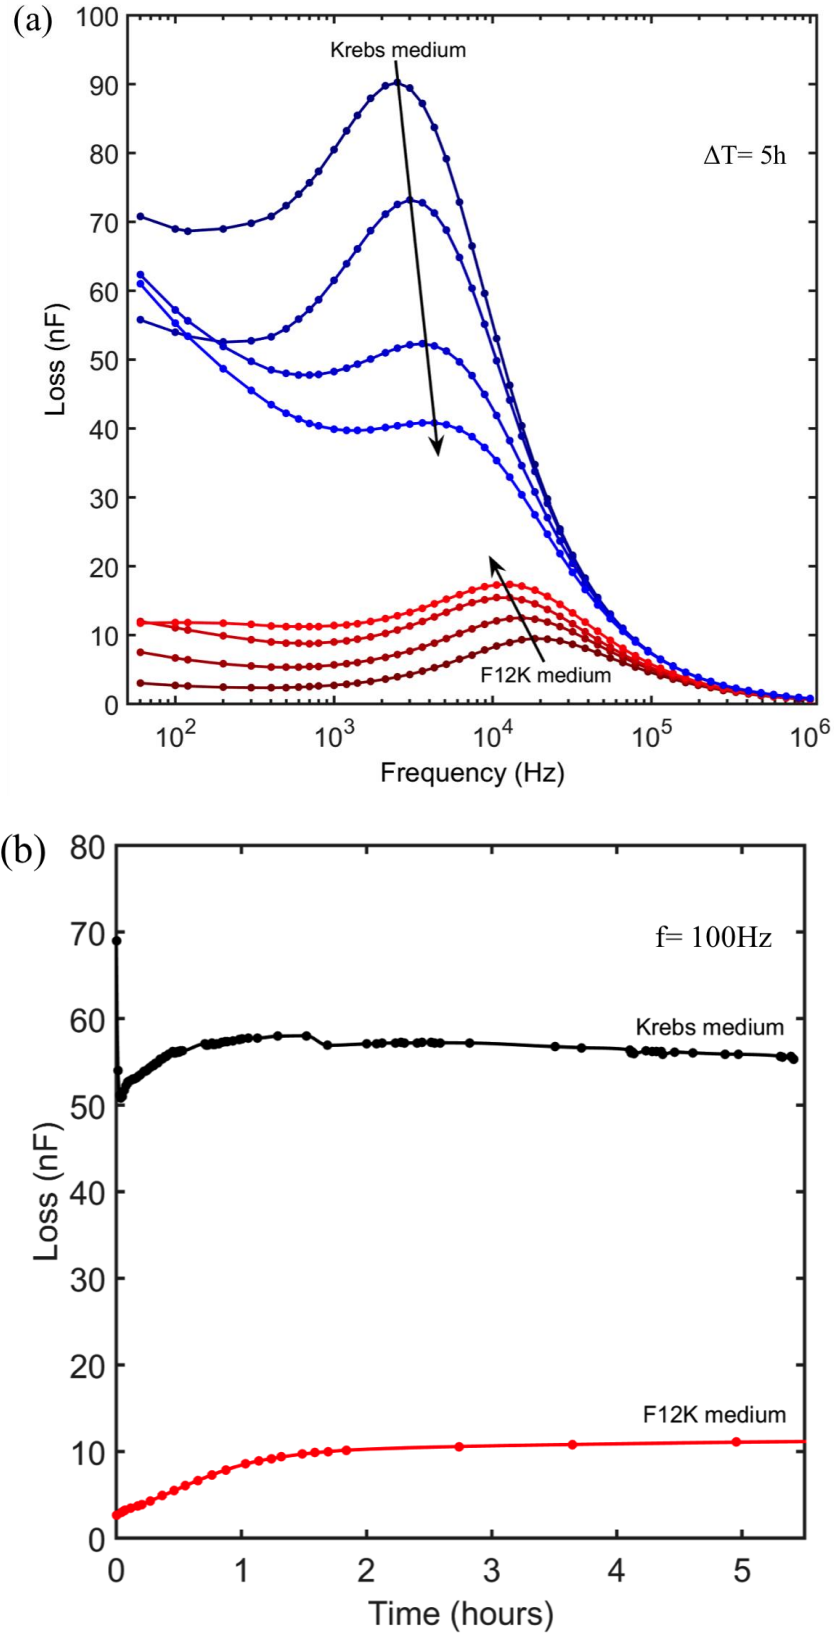 (a)
100
90
80
70
60
50
40
30
20
10
0
Loss (nF)
Krebs medium
ΔT= 5h
F12K medium
10^2
10^3
10^4
10^5
10^6
Frequency (Hz)
(b)
80
70
60
50
40
30
20
10
0
Loss (nF)
f= 100Hz
Krebs medium
F12K medium
0
1
2
3
4
5
Time (hours)